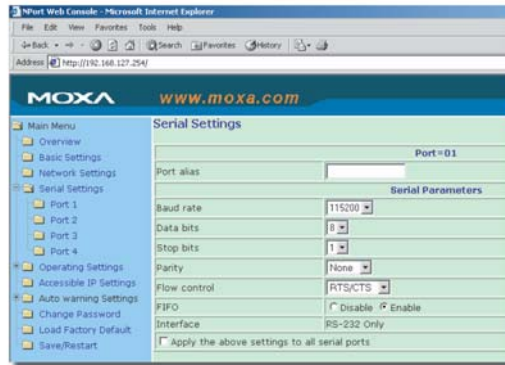 NPort Web Console - Microsoft Internet Explorer
File Edit View Favorites Tools Help
Back Search Favorites History
Address http://192.168.127.254/
MOXA www.moxa.com
Main Menu
Overview
Basic Settings
Network Settings
Serial Settings
Port 1
Port 2
Port 3
Port 4
Operating Settings
Accessible IP Settings
Auto warning Settings
Change Password
Load Factory Default
Save/Restart
Serial Settings
Port=01
Port alias
Serial Parameters
Baud rate 115200
Data bits 8
Stop bits 1
Parity None
Flow control RTS/CTS
FIFO Disable Enable
Interface RS-232 Only
Apply the above settings to all serial ports